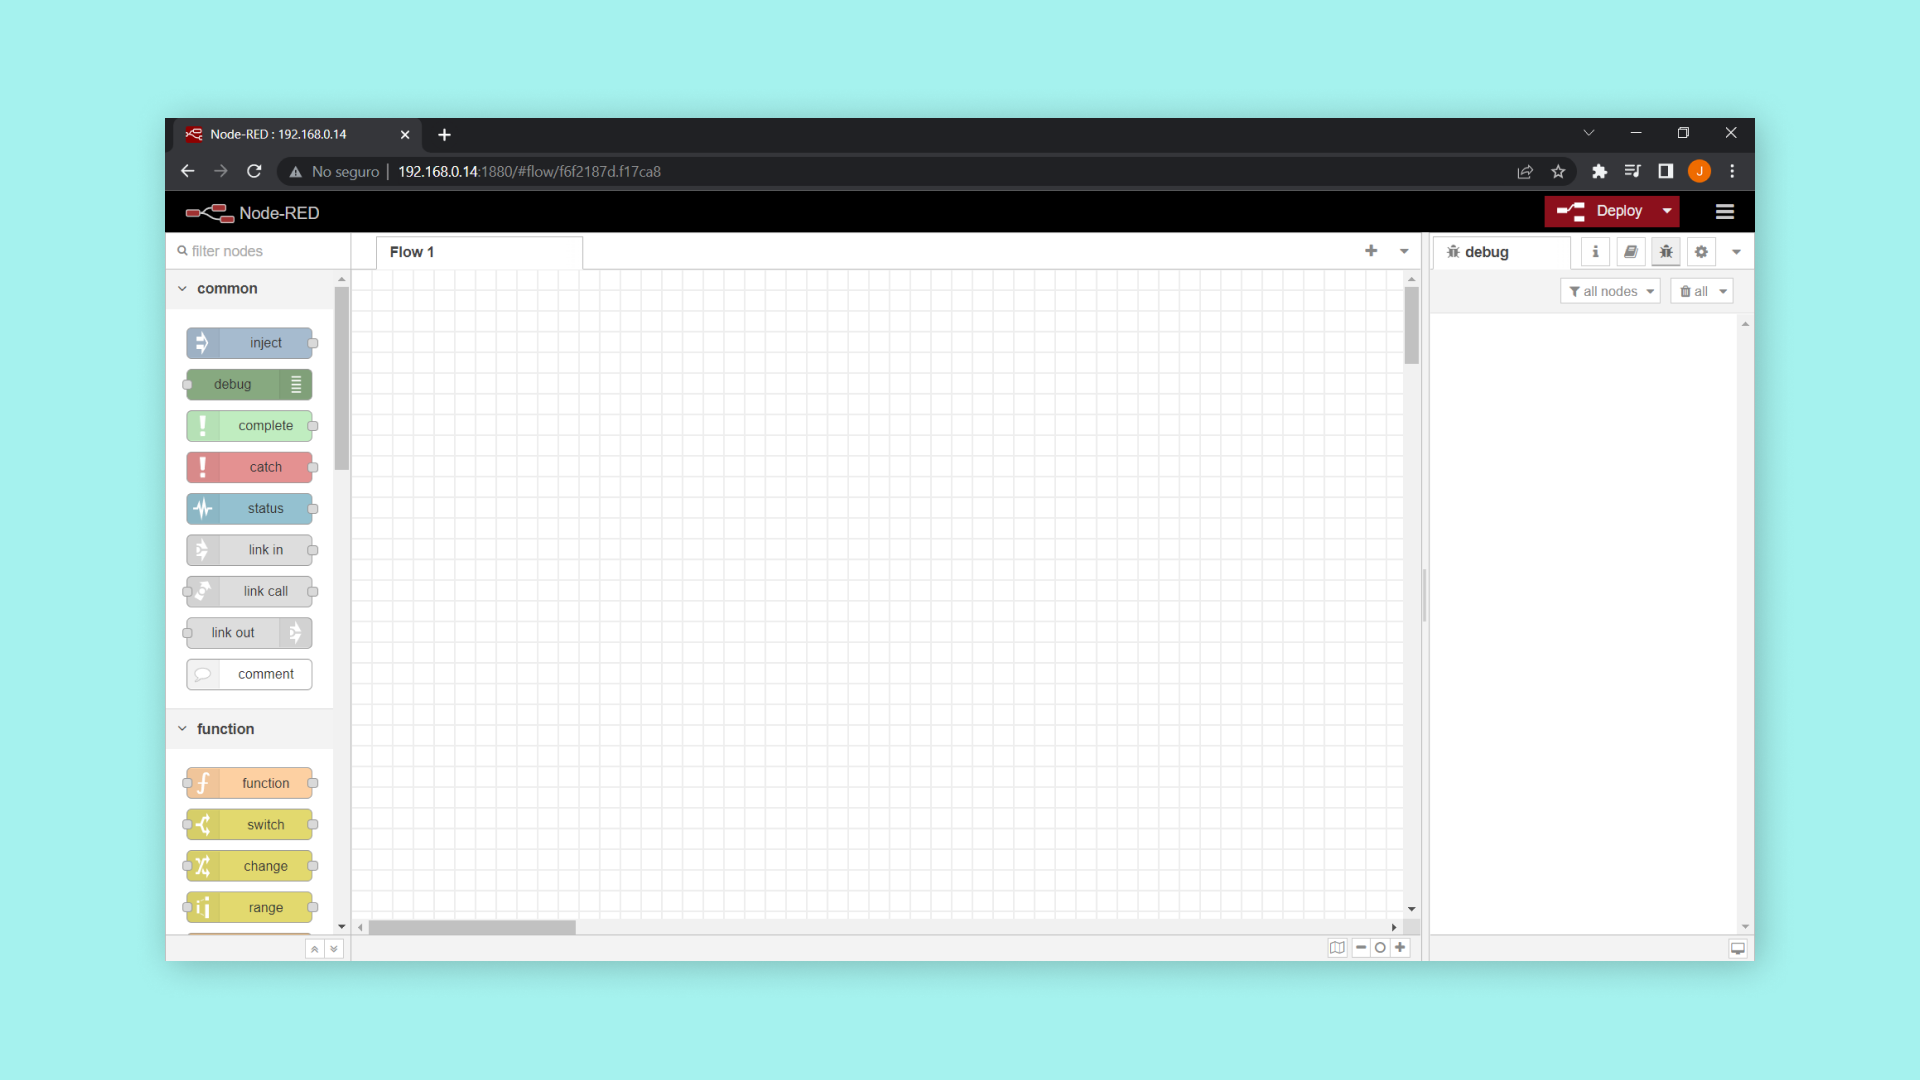 Node-RED : 192.168.0.14
No seguro 192.168.0.14:1880/#flow/f6f2187d.f17ca8
J
Node-RED
Deploy
filter nodes
Flow 1
debug
i
all nodes
all
common
inject
debug
complete
catch
status
link in
link call
link out
comment
function
function
switch
change
range